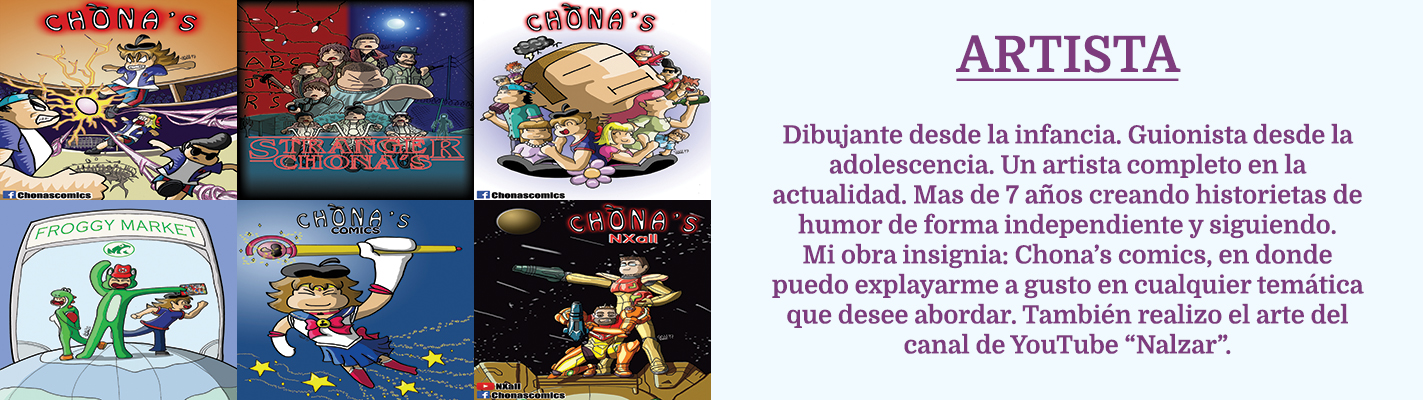 CHONA'S
Chonascomics
A B C
J A
R S
STRANGER
CHONA'S
CHONA'S
Chonascomics
FROGGY MARKET
CHONA'S
COMICS
CHONA'S
NXall
NXall
Chonascomics
ARTISTA
Dibujante desde la infancia. Guionista desde la
adolescencia. Un artista completo en la
actualidad. Mas de 7 años creando historietas de
humor de forma independiente y siguiendo.
Mi obra insignia: Chona’s comics, en donde
puedo explayarme a gusto en cualquier temática
que desee abordar. También realizo el arte del
canal de YouTube “Nalzar”.